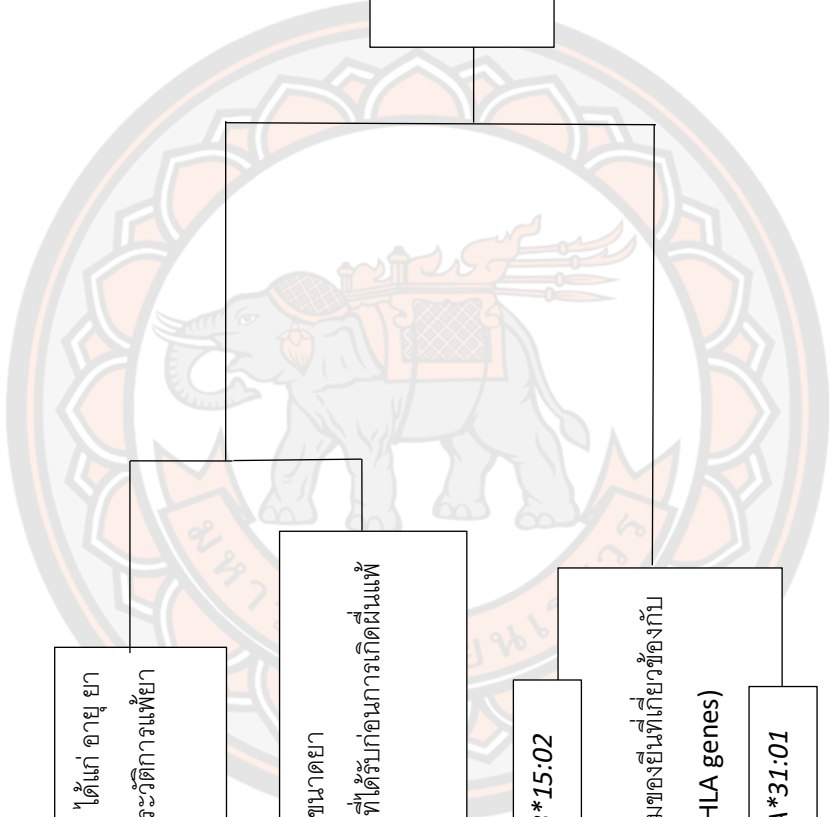 ได้แก่ อายุ ยา
ระวัติการแพ้ยา
ขนาดยา
ที่ได้รับก่อนการเกิดผื่นแพ้
*15:02
มของยีนที่เกี่ยวข้องกับ
HLA genes)
*31:01